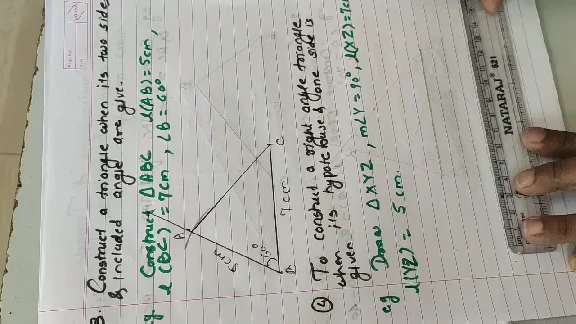 3. Construct a triangle when its two side
& included angle are give.
eg. Construct ∆ABC l(AB)=5cm,
l(BC) = 7cm, ∠B = 60°
A
5cm
60°
B
7cm
C
④ To construct a right angle triangle
when its hypotenuse & one side is
given
eg Draw ∆XYZ, m∠Y=90°, l(XZ)=7cm
l(YZ) = 5 cm.
NATARAJ 621